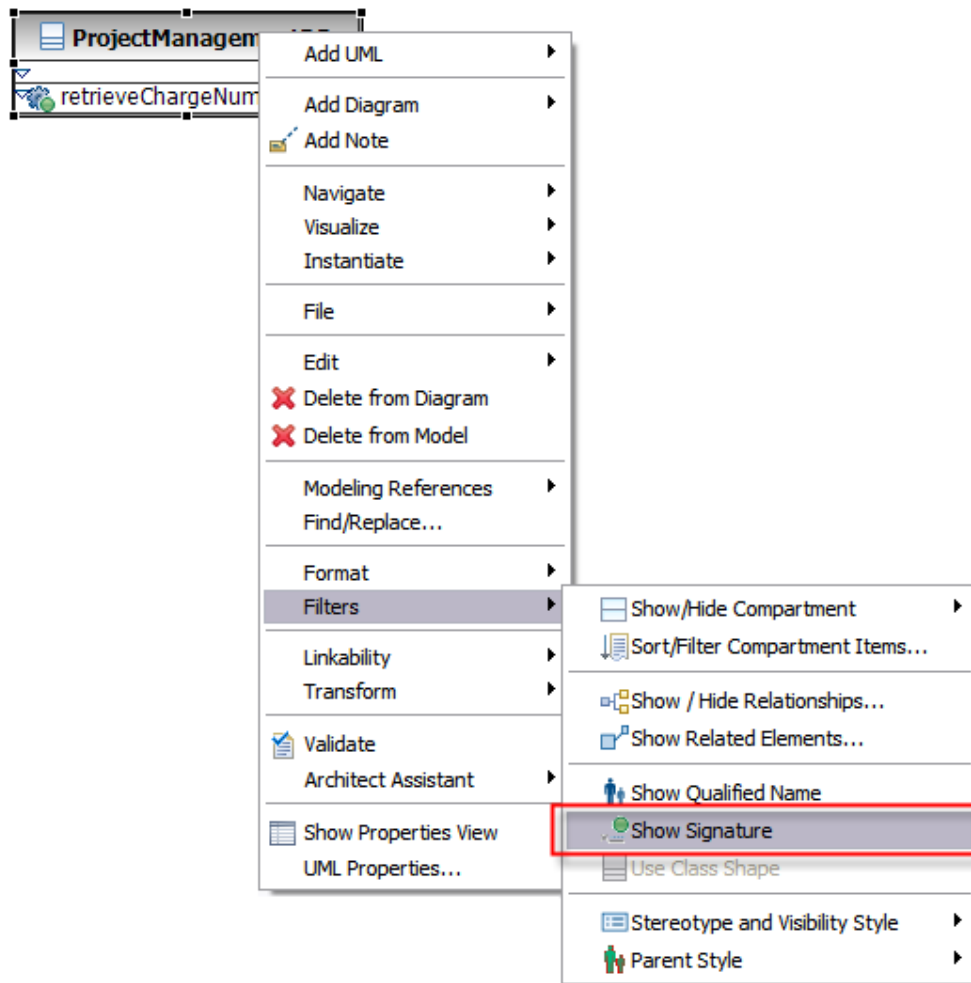 ProjectManagem
retrieveChargeNum
Add UML
Add Diagram
Add Note
Navigate
Visualize
Instantiate
File
Edit
Delete from Diagram
Delete from Model
Modeling References
Find/Replace...
Format
Filters
Linkability
Transform
Validate
Architect Assistant
Show Properties View
UML Properties...
Show/Hide Compartment
Sort/Filter Compartment Items...
Show / Hide Relationships...
Show Related Elements...
Show Qualified Name
Show Signature
Use Class Shape
Stereotype and Visibility Style
Parent Style